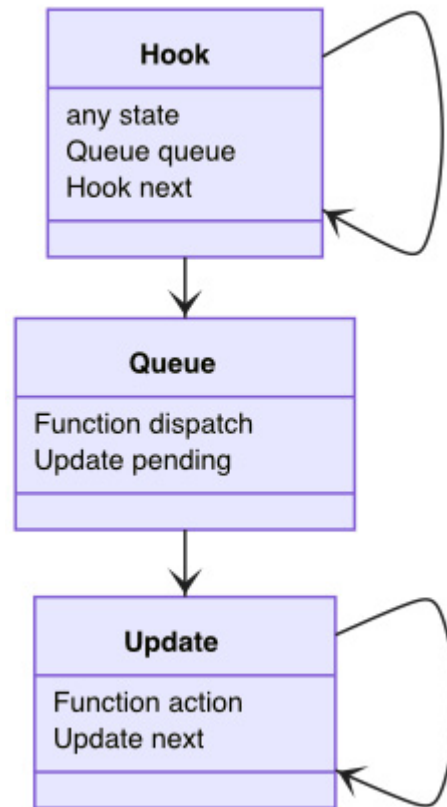 Hook
any state
Queue queue
Hook next
Queue
Function dispatch
Update pending
Update
Function action
Update next